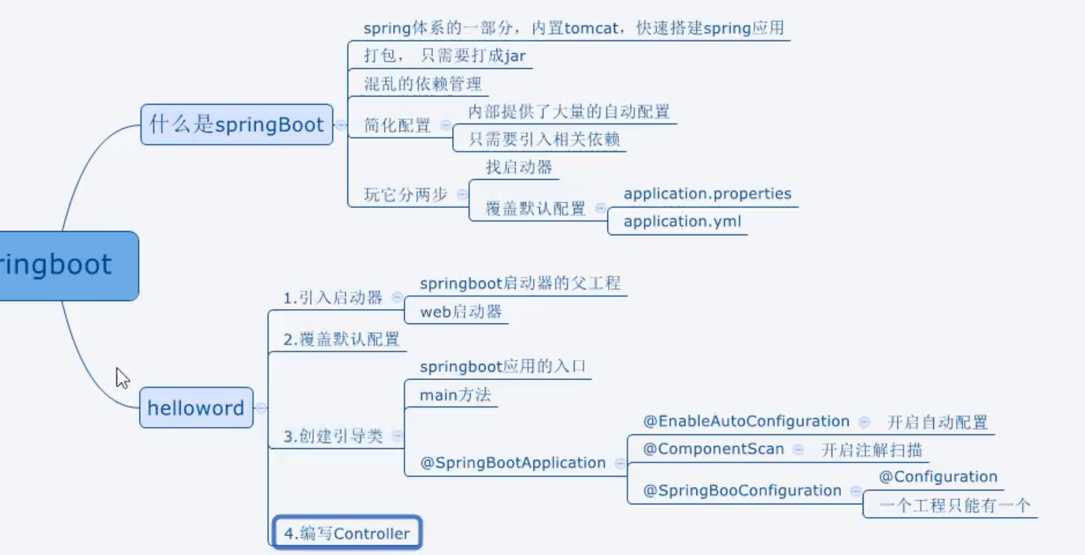 spring体系的一部分，内置tomcat，快速搭建spring应用
打包， 只需要打成jar
混乱的依赖管理
什么是springBoot
简化配置
内部提供了大量的自动配置
只需要引入相关依赖
玩它分两步
找启动器
覆盖默认配置
application.properties
application.yml
ringboot
helloword
1.引入启动器
springboot启动器的父工程
web启动器
2.覆盖默认配置
3.创建引导类
springboot应用的入口
main方法
@SpringBootApplication
@EnableAutoConfiguration
开启自动配置
@ComponentScan
开启注解扫描
@SpringBooConfiguration
@Configuration
一个工程只能有一个
4.编写Controller